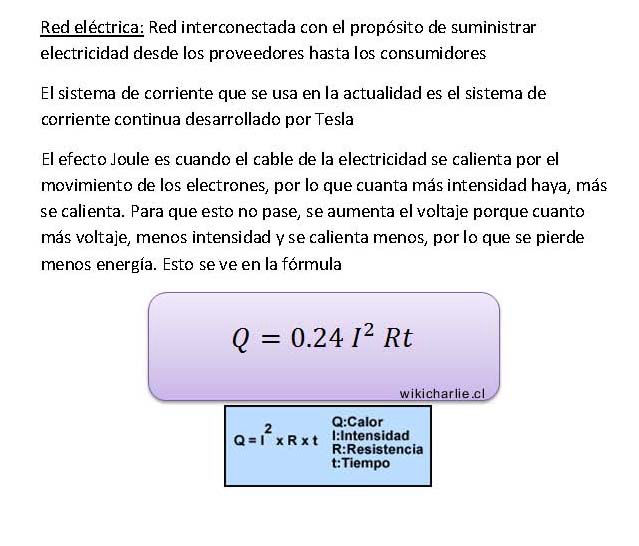 Red eléctrica: Red interconectada con el propósito de suministrar
electricidad desde los proveedores hasta los consumidores
El sistema de corriente que se usa en la actualidad es el sistema de
corriente continua desarrollado por Tesla
El efecto Joule es cuando el cable de la electricidad se calienta por el
movimiento de los electrones, por lo que cuanta más intensidad haya, más
se calienta. Para que esto no pase, se aumenta el voltaje porque cuanto
más voltaje, menos intensidad y se calienta menos, por lo que se pierde
menos energía. Esto se ve en la fórmula
Q = 0.24 I² Rt
wikicharlie.cl
Q = I² x R x t
Q:Calor
I:Intensidad
R:Resistencia
t:Tiempo